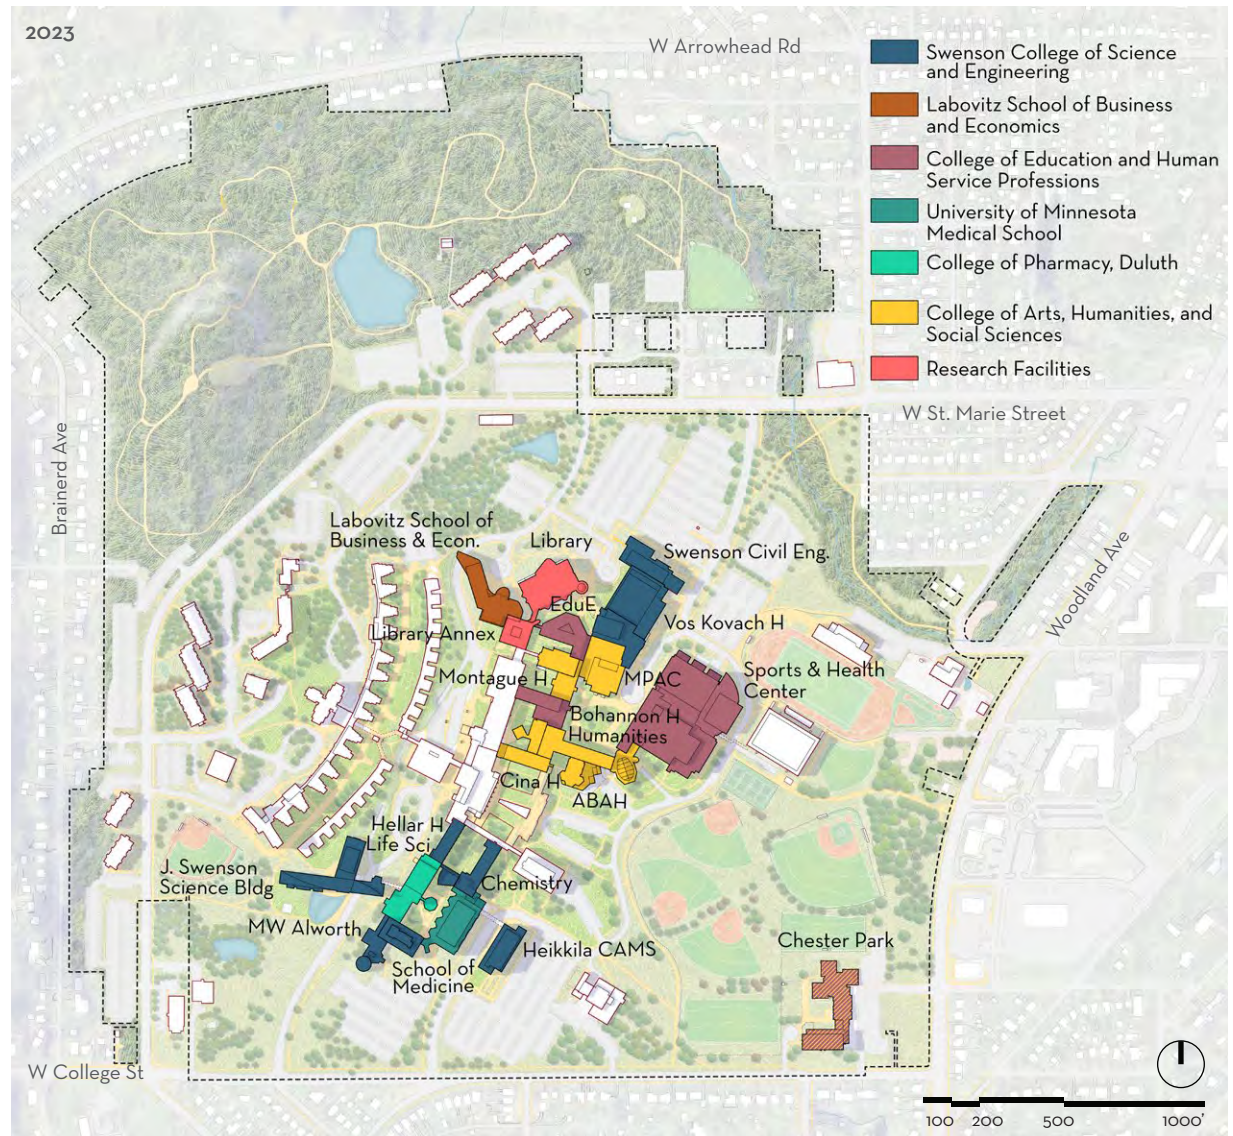 2023
W Arrowhead Rd
Swenson College of Science
and Engineering
Labovitz School of Business
and Economics
College of Education and Human
Service Professions
University of Minnesota
Medical School
College of Pharmacy, Duluth
College of Arts, Humanities, and
Social Sciences
Research Facilities
W St. Marie Street
Brainerd Ave
Woodland Ave
Labovitz School of
Business & Econ.
Library
Swenson Civil Eng.
EduE
Vos Kovach H
Library Annex
Montague H
MPAC
Sports & Health
Center
Bohannon H
Humanities
Cina H
ABAH
Hellar H
Life Sci
J. Swenson
Science Bldg
Chemistry
MW Alworth
Heikkila CAMS
School of
Medicine
Chester Park
W College St
100 200 500 1000'